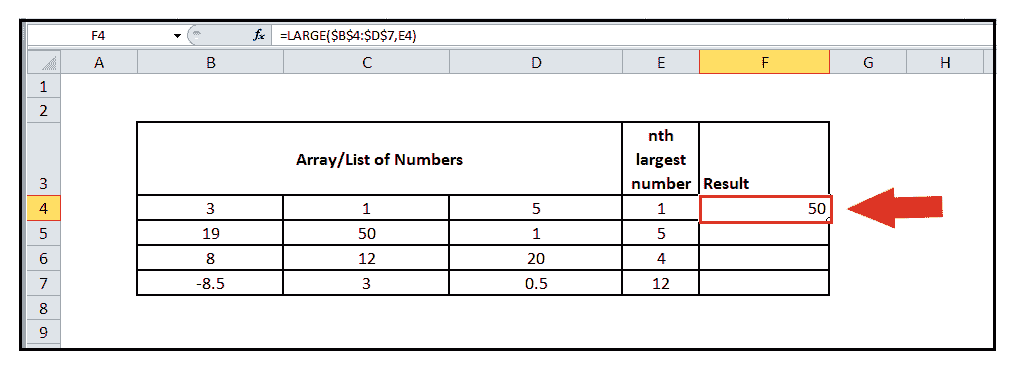 F4 fx =LARGE($B$4:$D$7,E4)
A B C D E F G H
1
2
3 Array/List of Numbers nth largest number Result
4 3 1 5 1 50
5 19 50 1 5
6 8 12 20 4
7 -8.5 3 0.5 12
8
9